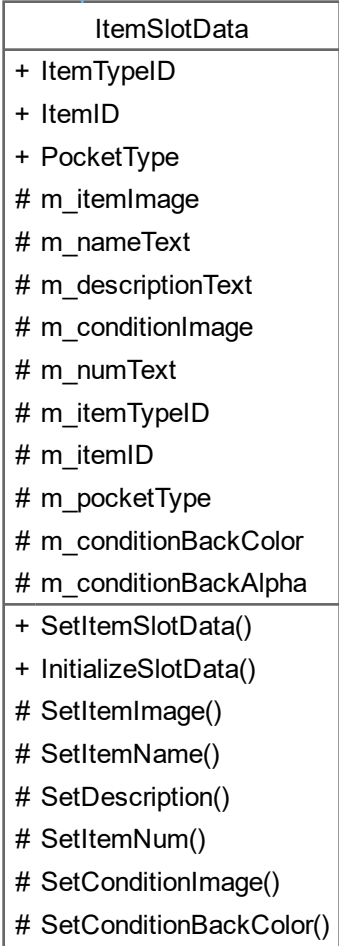 ItemSlotData
+ ItemTypeID
+ ItemID
+ PocketType
# m_itemImage
# m_nameText
# m_descriptionText
# m_conditionImage
# m_numText
# m_itemTypeID
# m_itemID
# m_pocketType
# m_conditionBackColor
# m_conditionBackAlpha
+ SetItemSlotData()
+ InitializeSlotData()
# SetItemImage()
# SetItemName()
# SetDescription()
# SetItemNum()
# SetConditionImage()
# SetConditionBackColor()